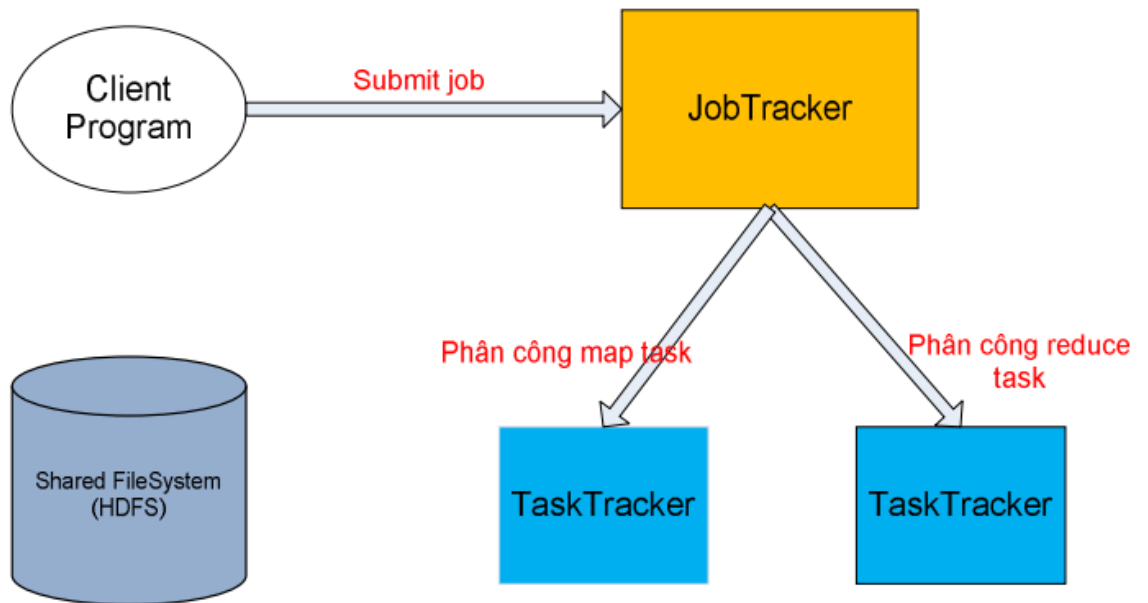 Client
Program
Submit job
JobTracker
Phân công map task
Phân công reduce
task
Shared FileSystem
(HDFS)
TaskTracker
TaskTracker